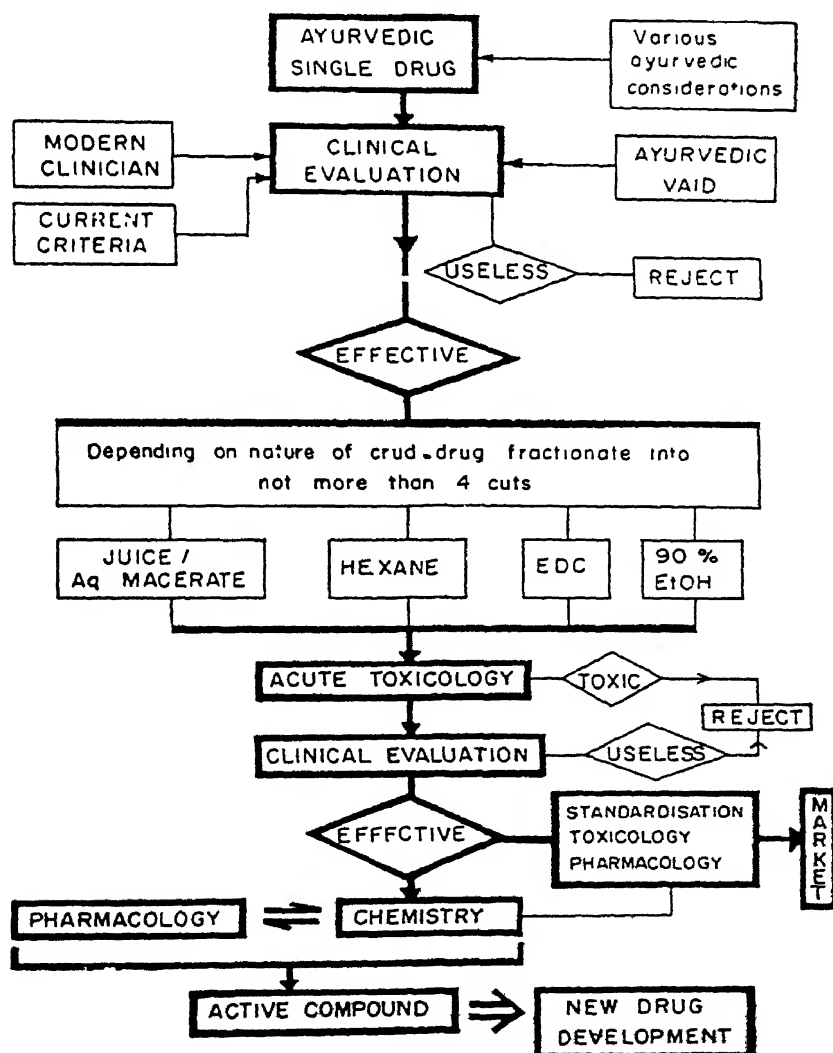 AYURVEDIC
SINGLE DRUG
Various
ayurvedic
considerations
MODERN
CLINICIAN
CLINICAL
EVALUATION
AYURVEDIC
VAID
CURRENT
CRITERIA
USELESS
REJECT
EFFECTIVE
Depending on nature of crud-drug fractionate into
not more than 4 cuts
JUICE /
Aq MACERATE
HEXANE
EDC
90 %
EtOH
ACUTE TOXICOLOGY
TOXIC
REJECT
CLINICAL EVALUATION
USELESS
EFFFCTIVE
STANDARDISATION
TOXICOLOGY
PHARMACOLOGY
MARKET
PHARMACOLOGY
CHEMISTRY
ACTIVE COMPOUND
NEW DRUG
DEVELOPMENT